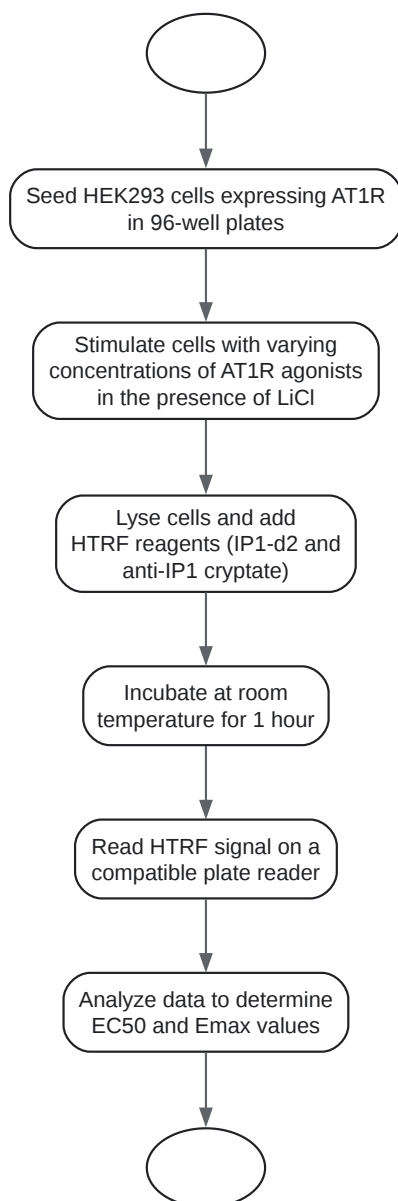 Seed HEK293 cells expressing AT1R
in 96-well plates
Stimulate cells with varying
concentrations of AT1R agonists
in the presence of LiCl
Lyse cells and add
HTRF reagents (IP1-d2 and
anti-IP1 cryptate)
Incubate at room
temperature for 1 hour
Read HTRF signal on a
compatible plate reader
Analyze data to determine
EC50 and Emax values